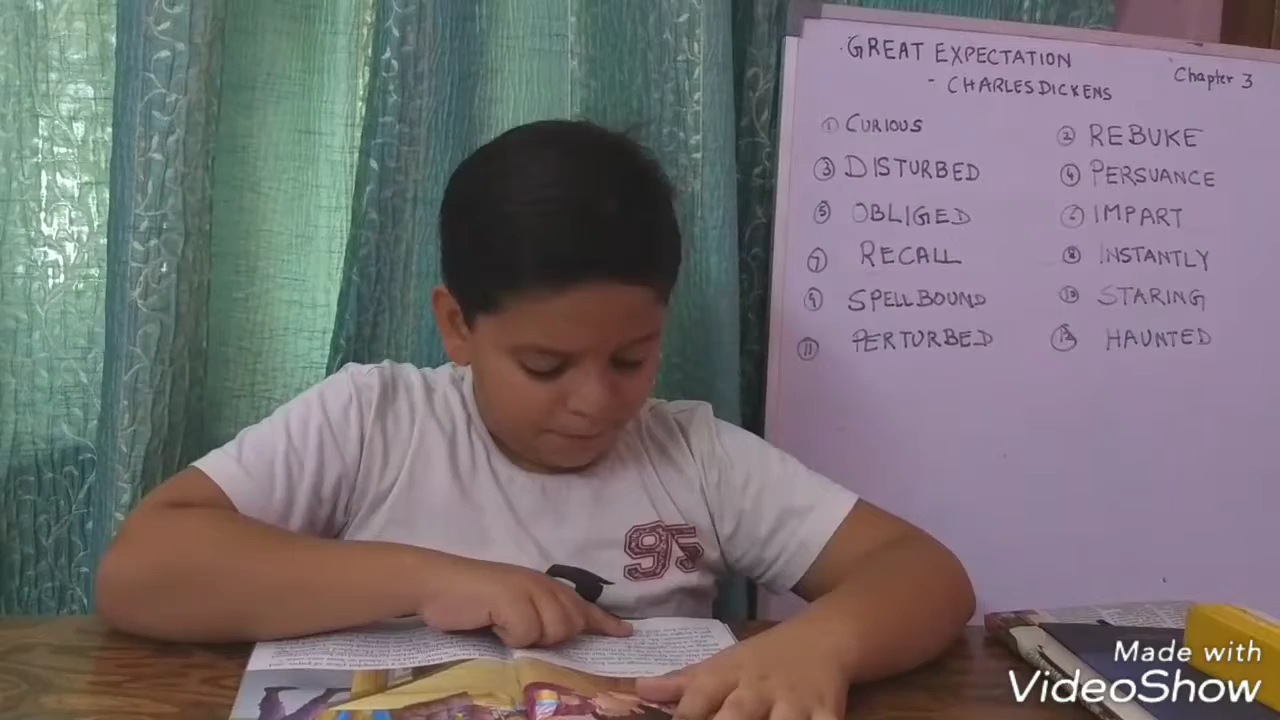 GREAT EXPECTATION
- CHARLES DICKENS
Chapter 3
① CURIOUS
② REBUKE
③ DISTURBED
④ PERSUANCE
⑤ OBLIGED
⑥ IMPART
⑦ RECALL
⑧ INSTANTLY
⑨ SPELLBOUND
⑩ STARING
⑪ PERTURBED
⑫ HAUNTED
95
Made with
VideoShow